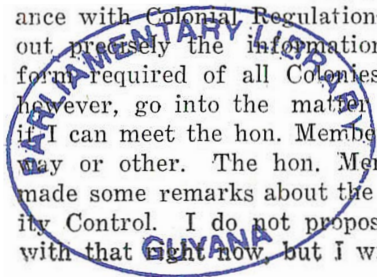 ance with Colonial Regulation
out precisely the information
form required of all Colonies
however, go into the matter
if I can meet the hon. Membe
way or other. The hon. Mem
made some remarks about the
ity Control. I do not propos
with that right now, but I wi
PARLIAMENTARY LIBRARY
GUYANA